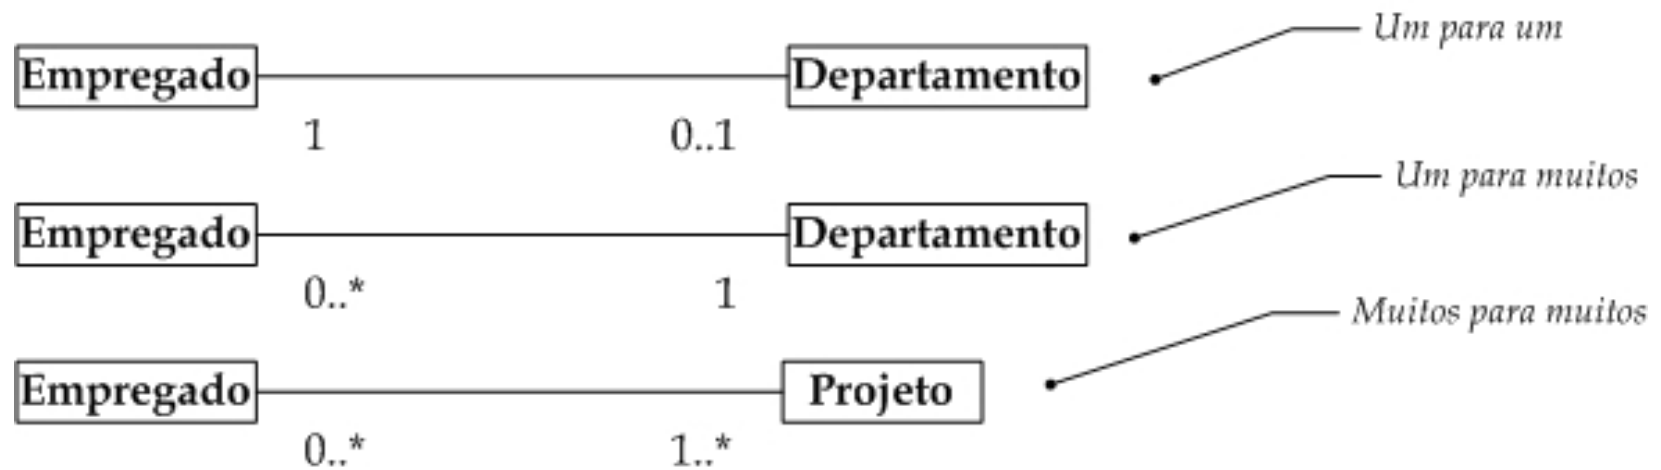 Um para um
Empregado Departamento
1 0..1
Um para muitos
Empregado Departamento
0..* 1
Muitos para muitos
Empregado Projeto
0..* 1..*